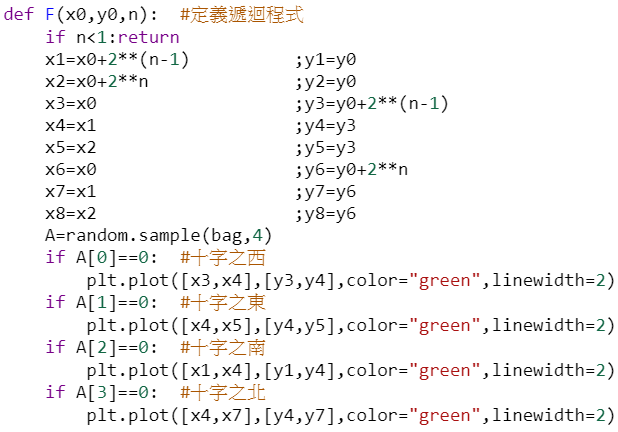 def F(x0,y0,n):  #定義遞迴程式
    if n<1:return
    x1=x0+2**(n-1)          ;y1=y0
    x2=x0+2**n              ;y2=y0
    x3=x0                   ;y3=y0+2**(n-1)
    x4=x1                   ;y4=y3
    x5=x2                   ;y5=y3
    x6=x0                   ;y6=y0+2**n
    x7=x1                   ;y7=y6
    x8=x2                   ;y8=y6
    A=random.sample(bag,4)
    if A[0]==0:  #十字之西
        plt.plot([x3,x4],[y3,y4],color="green",linewidth=2)
    if A[1]==0:  #十字之東
        plt.plot([x4,x5],[y4,y5],color="green",linewidth=2)
    if A[2]==0:  #十字之南
        plt.plot([x1,x4],[y1,y4],color="green",linewidth=2)
    if A[3]==0:  #十字之北
        plt.plot([x4,x7],[y4,y7],color="green",linewidth=2)